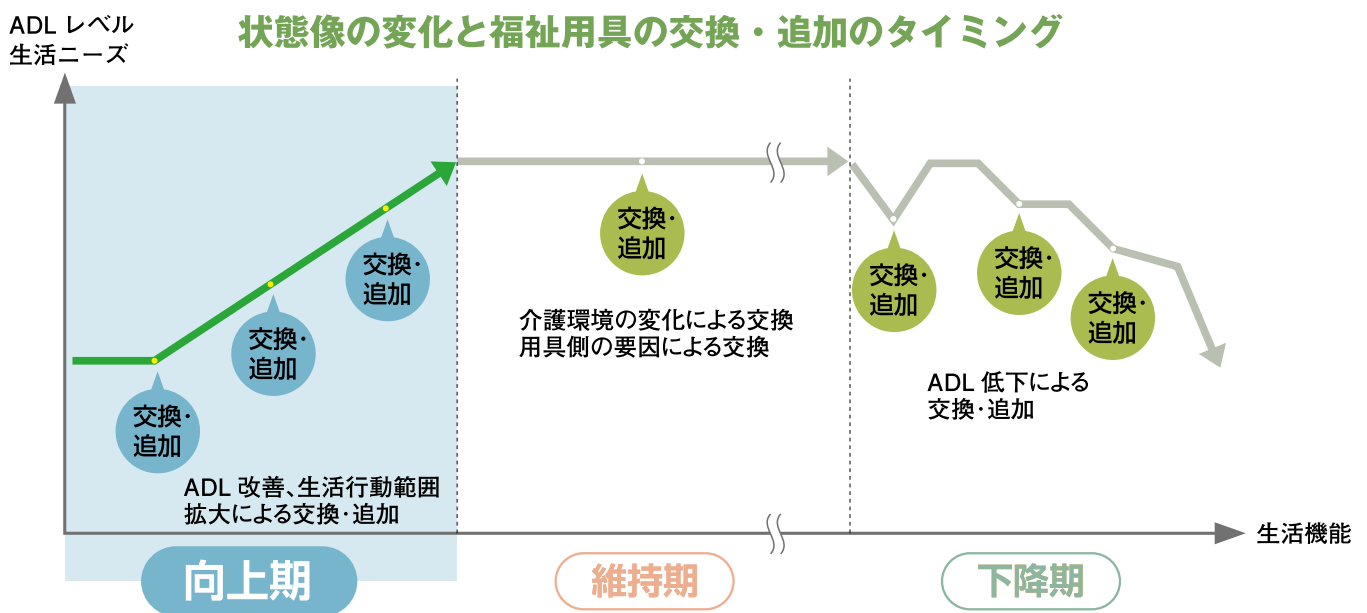 状態像の変化と福祉用具の交換・追加のタイミング
ADL レベル
生活ニーズ
交換・
追加
交換・
追加
交換・
追加
ADL 改善、生活行動範囲
拡大による交換・追加
交換・
追加
介護環境の変化による交換
用具側の要因による交換
交換・
追加
交換・
追加
交換・
追加
ADL 低下による
交換・追加
生活機能
向上期
維持期
下降期